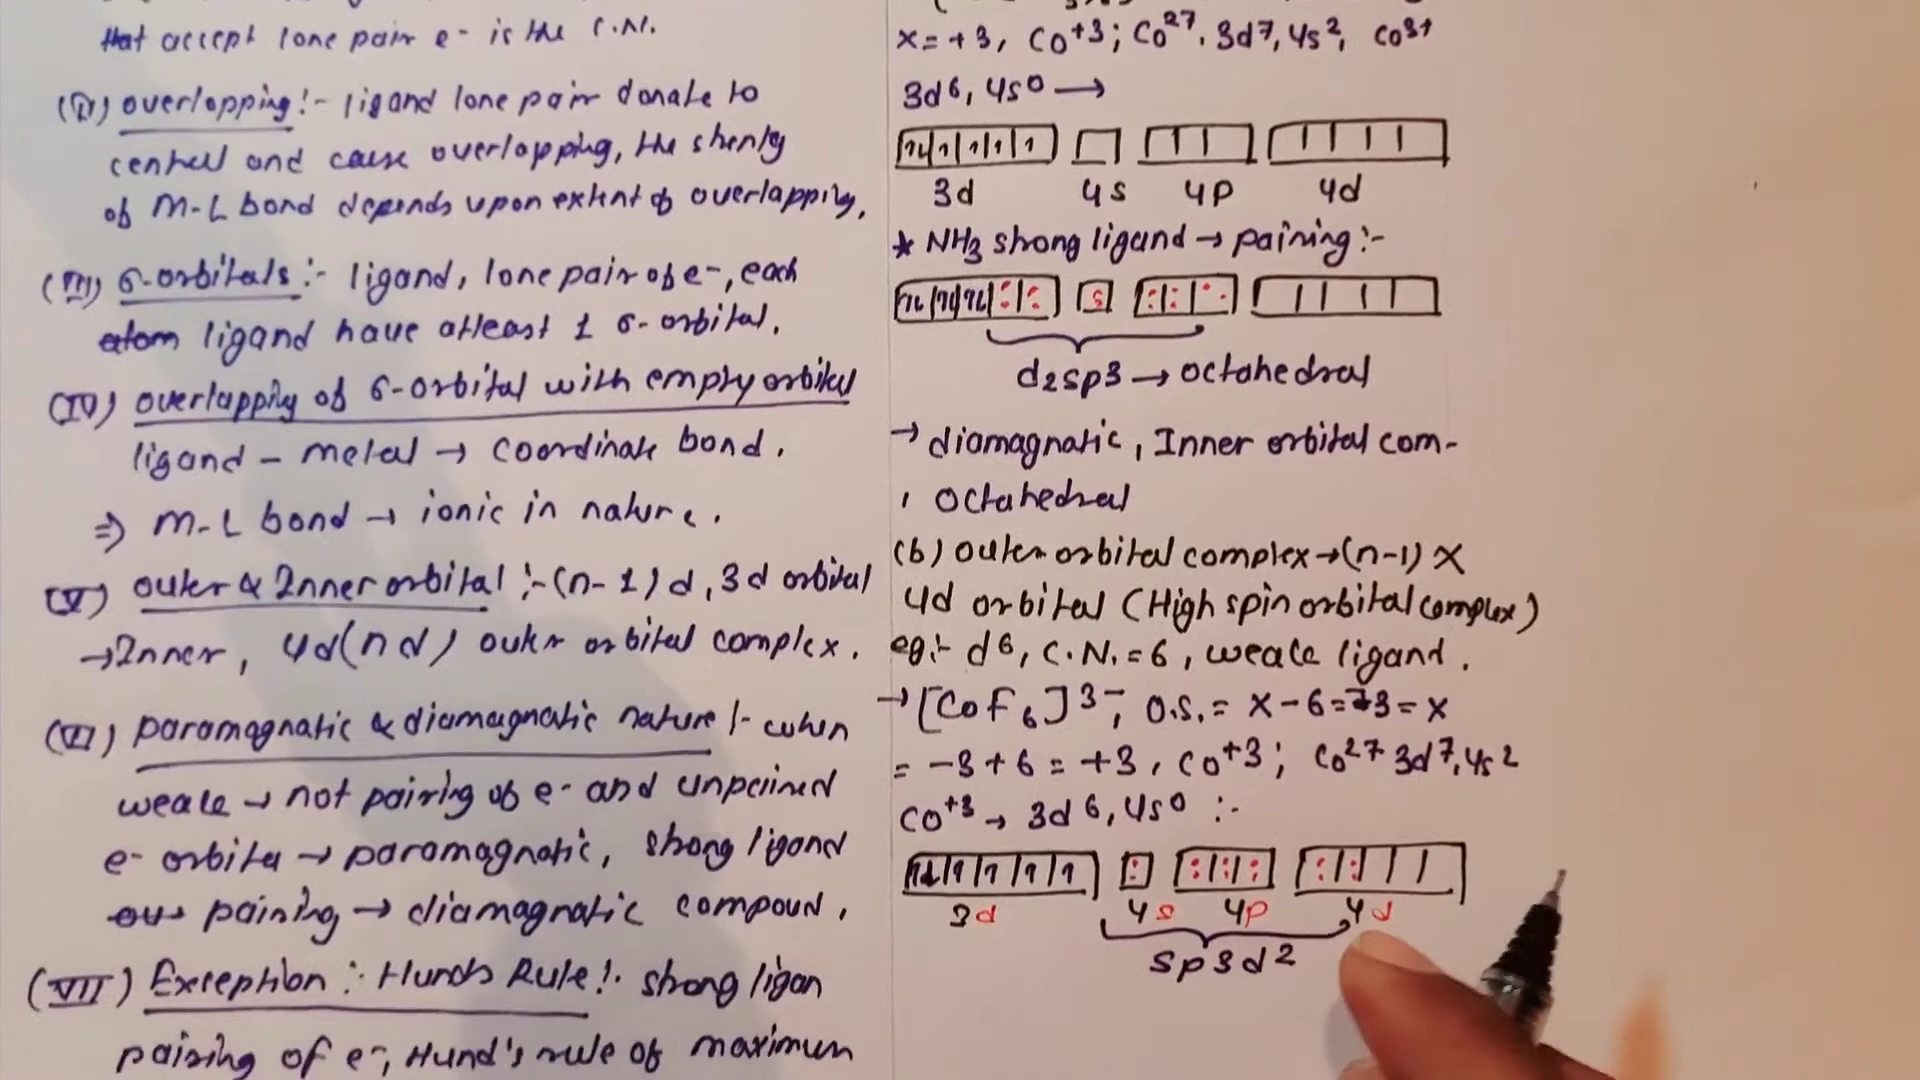 that accept lone pair e- is the C.N.
(II) overlapping :- ligand lone pair donate to
central and cause overlapping, the strenty
of M-L bond depends upon extent of overlapping.
(III) σ-orbitals :- ligand, lone pair of e-, each
atom ligand have atleast 1 σ-orbital.
(IV) overlapping of σ-orbital with empty orbital
ligand - metal → coordinate bond.
⇒ M-L bond → ionic in nature.
(V) outer & Inner orbital :- (n-1)d, 3d orbital
→ Inner, 4d(nd) outer orbital complex.
(VI) paramagnatic & diamagnatic nature :- when
weak → not pairing of e- and unpaired
e- orbital → paramagnatic, strong ligand
pairing → diamagnatic compound.
(VII) Exception : Hunds Rule :- strong ligan
pairing of e-, Hund's rule of maximum
x = +3, Co+3 ; Co27, 3d7, 4s2, Co3+
3d6, 4s0 →
3d 4s 4p 4d
* NH3 strong ligand → pairing :-
d2sp3 → octahedral
→ diamagnatic, Inner orbital com-
, octahedral
(b) outer orbital complex → (n-1) X
4d orbital (High spin orbital complex)
eg:- d6, C.N. = 6, weak ligand.
→ [CoF6]3-, O.S. = x - 6 = -3 = x
= -3 + 6 = +3, Co+3 ; Co27 3d7, 4s2
Co+3 → 3d6, 4s0 :-
3d 4s 4p 4d
sp3d2